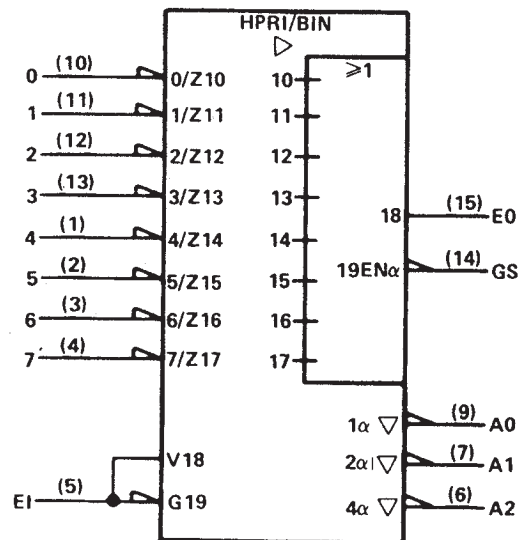 HPRI/BIN
▷
≥1
0 (10) 0/Z10 10
1 (11) 1/Z11 11
2 (12) 2/Z12 12
3 (13) 3/Z13 13
18 (15) E0
4 (1) 4/Z14 14
19ENα (14) GS
5 (2) 5/Z15 15
6 (3) 6/Z16 16
7 (4) 7/Z17 17
1α ▽ (9) A0
V18 2α ▽ (7) A1
EI (5) G19 4α ▽ (6) A2